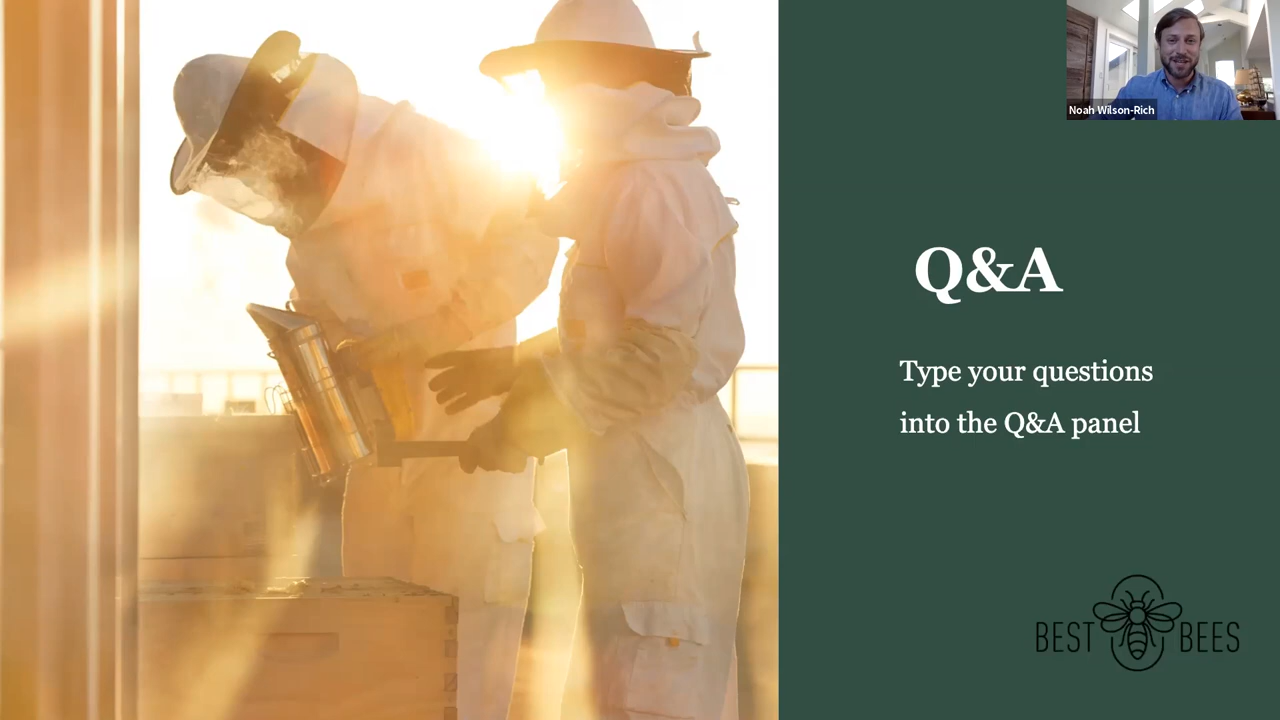 Noah Wilson-Rich
Q&A
Type your questions
into the Q&A panel
BEST BEES